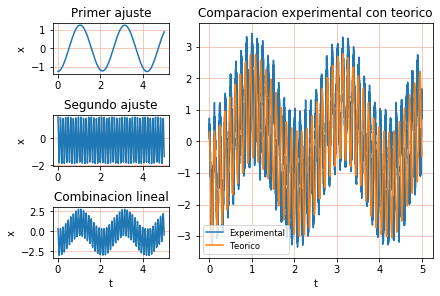 Primer ajuste
1
0
−1
x
0
2
4
Segundo ajuste
0
−2
x
0
2
4
Combinacion lineal
2.5
0.0
−2.5
x
0
2
4
t
Comparacion experimental con teorico
3
2
1
0
−1
−2
−3
Experimental
Teorico
0
1
2
3
4
5
t